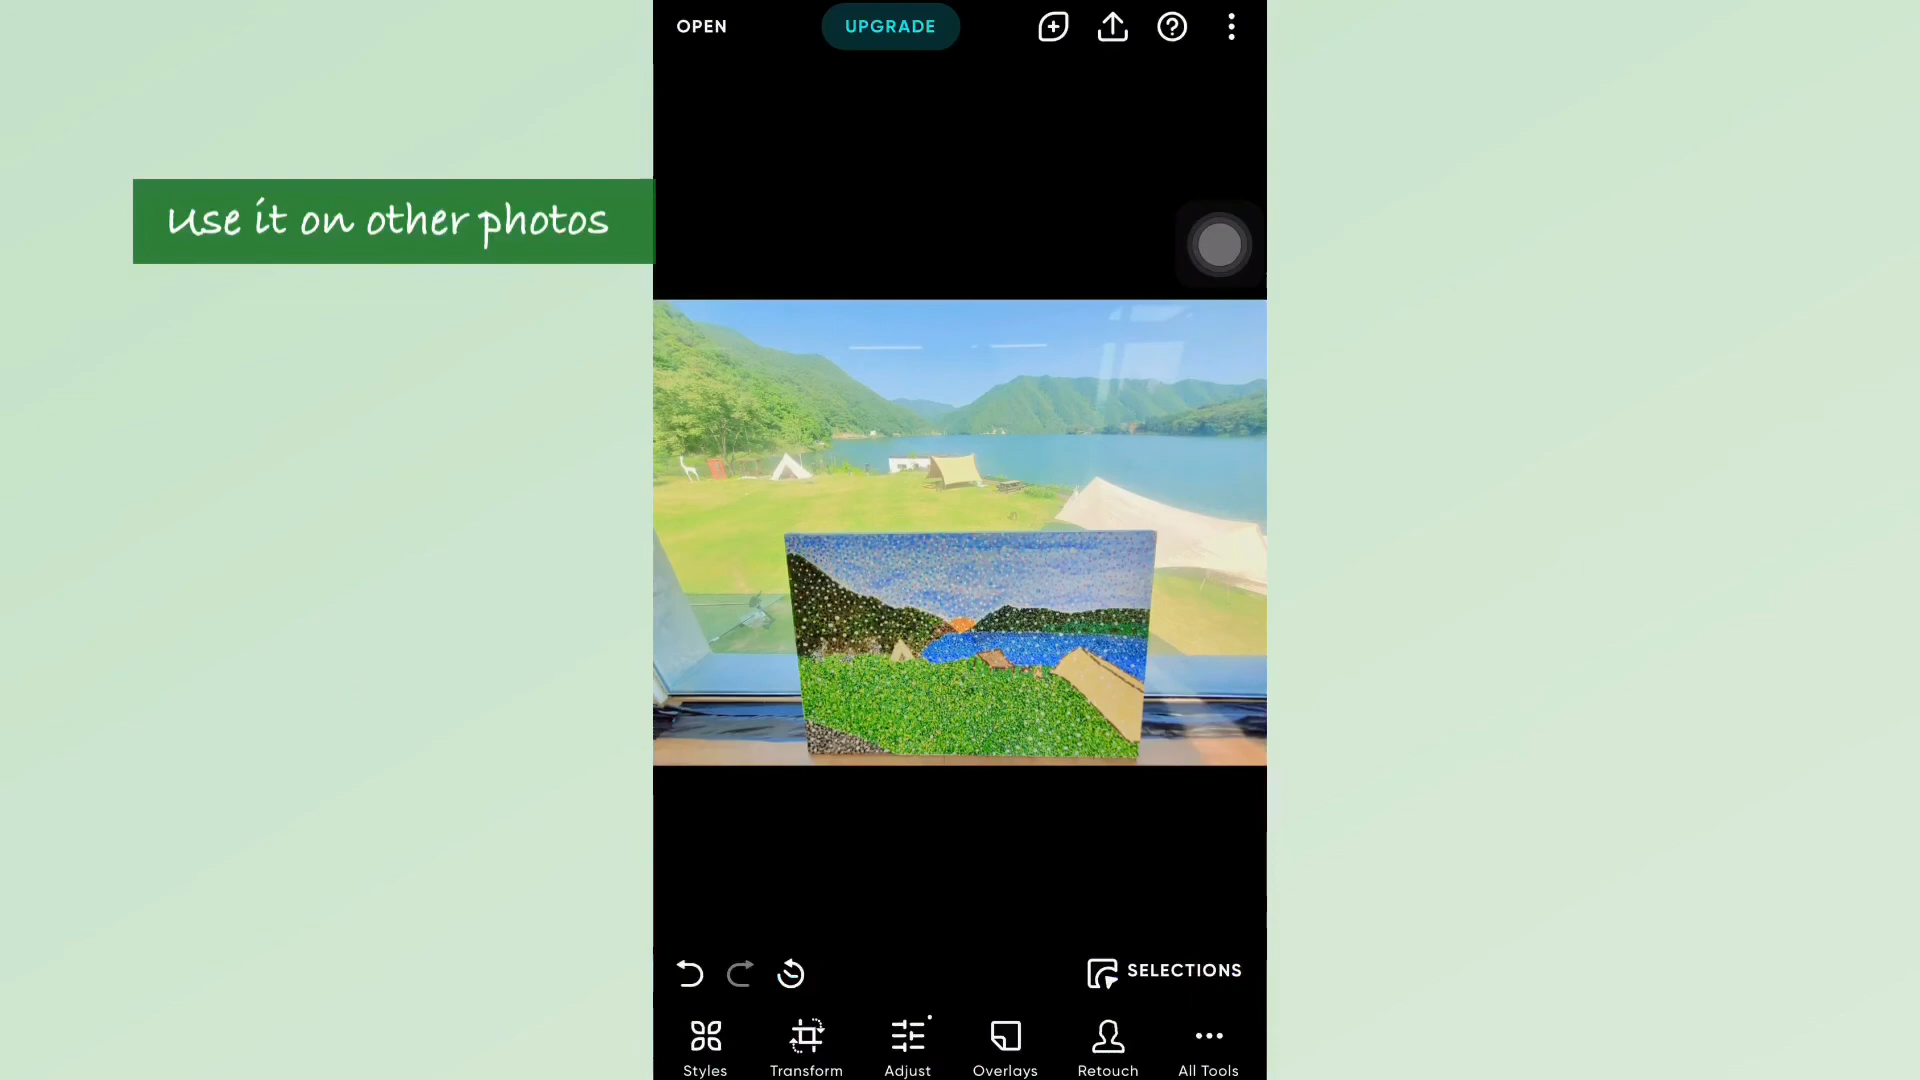 OPEN
UPGRADE
Use it on other photos
SELECTIONS
Styles
Transform
Adjust
Overlays
Retouch
All Tools